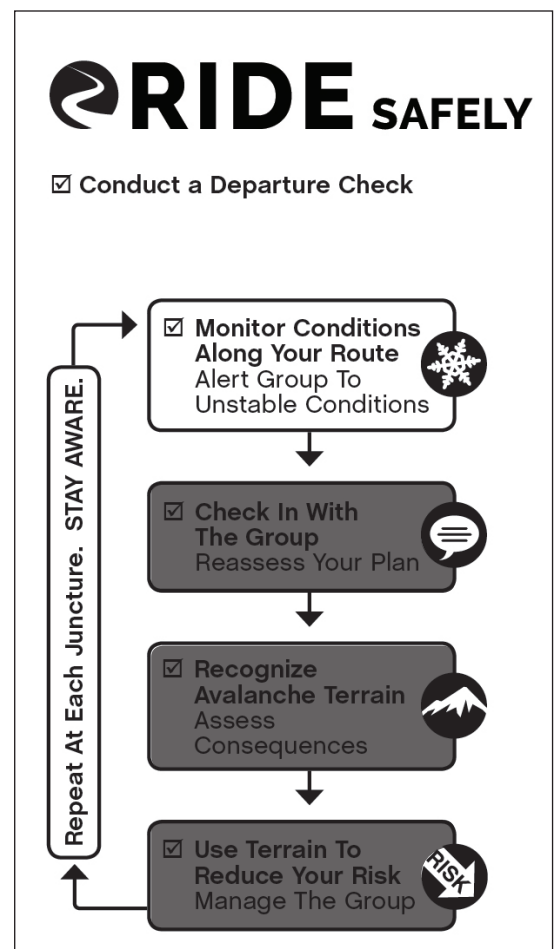 RIDE SAFELY
☑ Conduct a Departure Check
☑ Monitor Conditions
Along Your Route
Alert Group To
Unstable Conditions
☑ Check In With
The Group
Reassess Your Plan
☑ Recognize
Avalanche Terrain
Assess
Consequences
☑ Use Terrain To
Reduce Your Risk
Manage The Group
RISK
Repeat At Each Juncture. STAY AWARE.